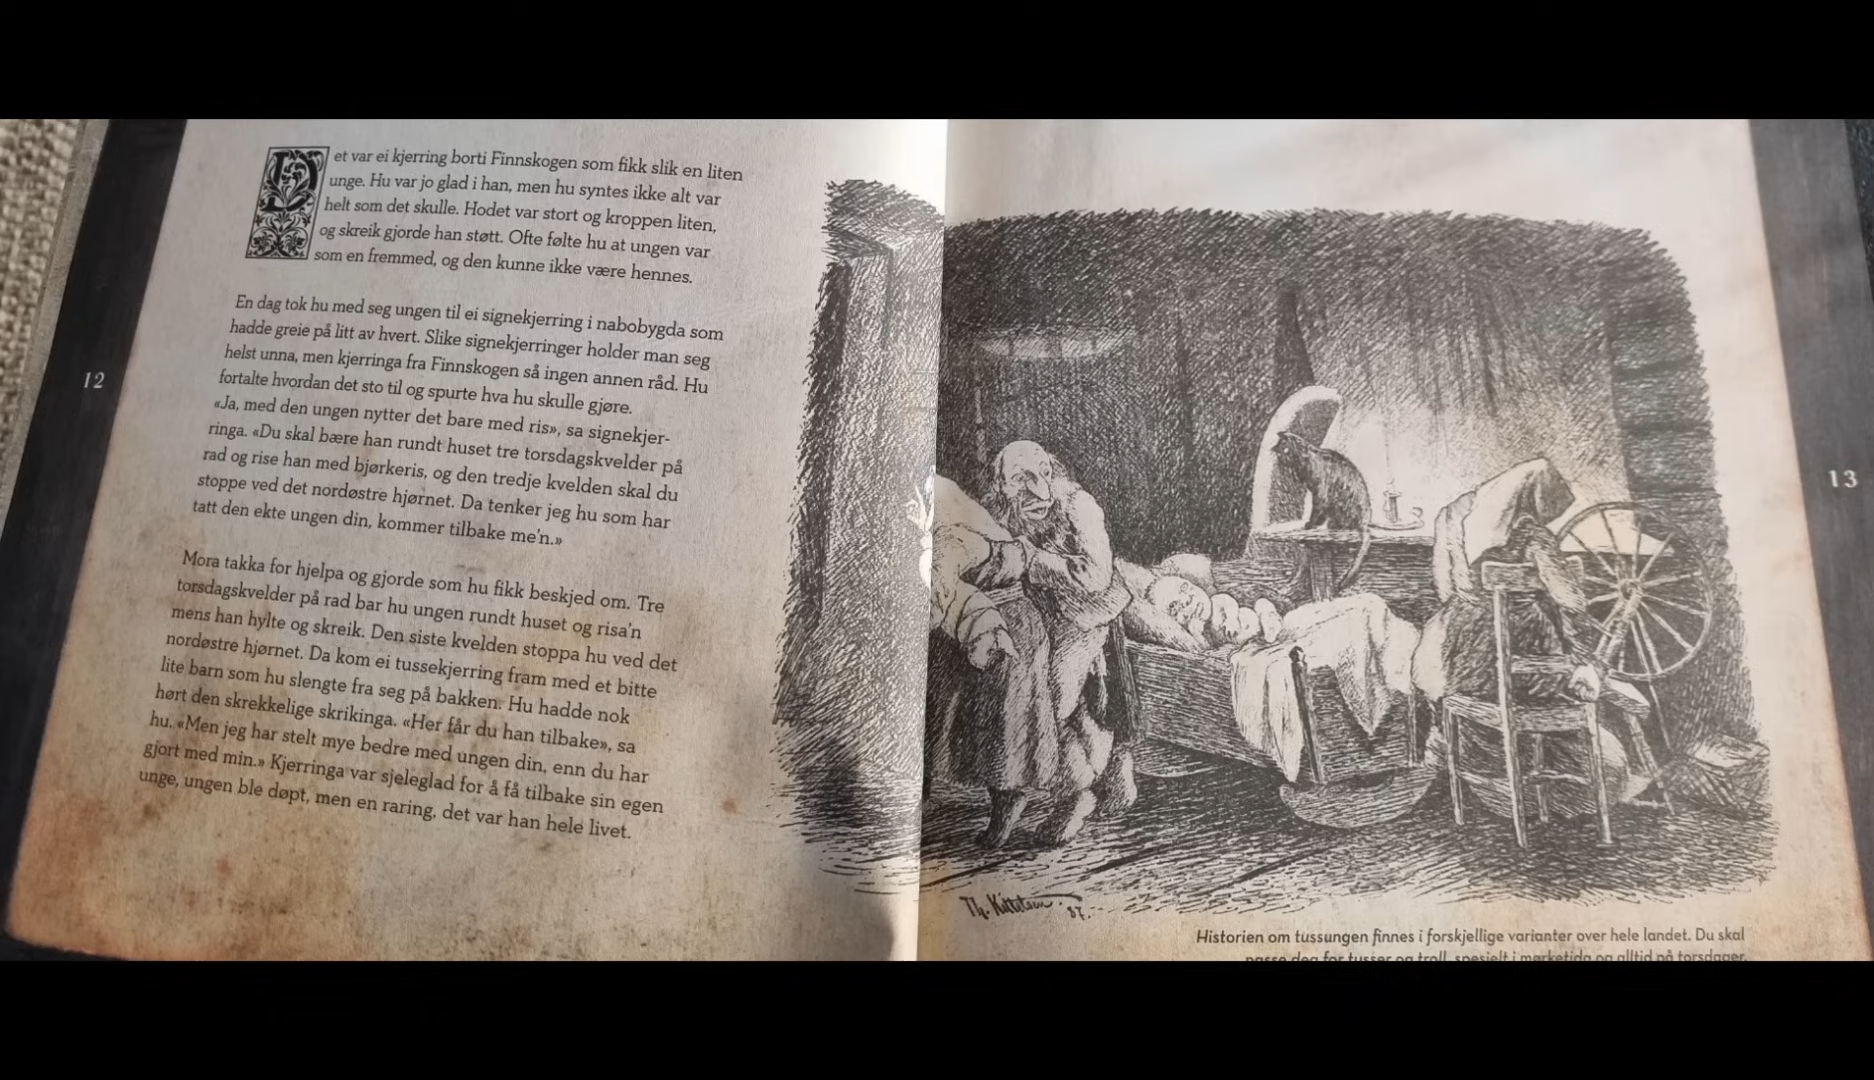 12
Det var ei kjerring borti Finnskogen som fikk slik en liten
unge. Hu var jo glad i han, men hu syntes ikke alt var
helt som det skulle. Hodet var stort og kroppen liten,
og skreik gjorde han støtt. Ofte følte hu at ungen var
som en fremmed, og den kunne ikke være hennes.
En dag tok hu med seg ungen til ei signekjerring i nabobygda som
hadde greie på litt av hvert. Slike signekjerringer holder man seg
helst unna, men kjerringa fra Finnskogen så ingen annen råd. Hu
fortalte hvordan det sto til og spurte hva hu skulle gjøre.
«Ja, med den ungen nytter det bare med ris», sa signekjer-
ringa. «Du skal bære han rundt huset tre torsdagskvelder på
rad og rise han med bjørkeris, og den tredje kvelden skal du
stoppe ved det nordøstre hjørnet. Da tenker jeg hu som har
tatt den ekte ungen din, kommer tilbake me'n.»
Mora takka for hjelpa og gjorde som hu fikk beskjed om. Tre
torsdagskvelder på rad bar hu ungen rundt huset og risa'n
mens han hylte og skreik. Den siste kvelden stoppa hu ved det
nordøstre hjørnet. Da kom ei tussekjerring fram med et bitte
lite barn som hu slengte fra seg på bakken. Hu hadde nok
hørt den skrekkelige skrikinga. «Her får du han tilbake», sa
hu. «Men jeg har stelt mye bedre med ungen din, enn du har
gjort med min.» Kjerringa var sjeleglad for å få tilbake sin egen
unge, ungen ble døpt, men en raring, det var han hele livet.
13
Th. Kittelsen 87.
Historien om tussungen finnes i forskjellige varianter over hele landet. Du skal
passe deg for tusser og troll, spesielt i mørketida og alltid på torsdager.